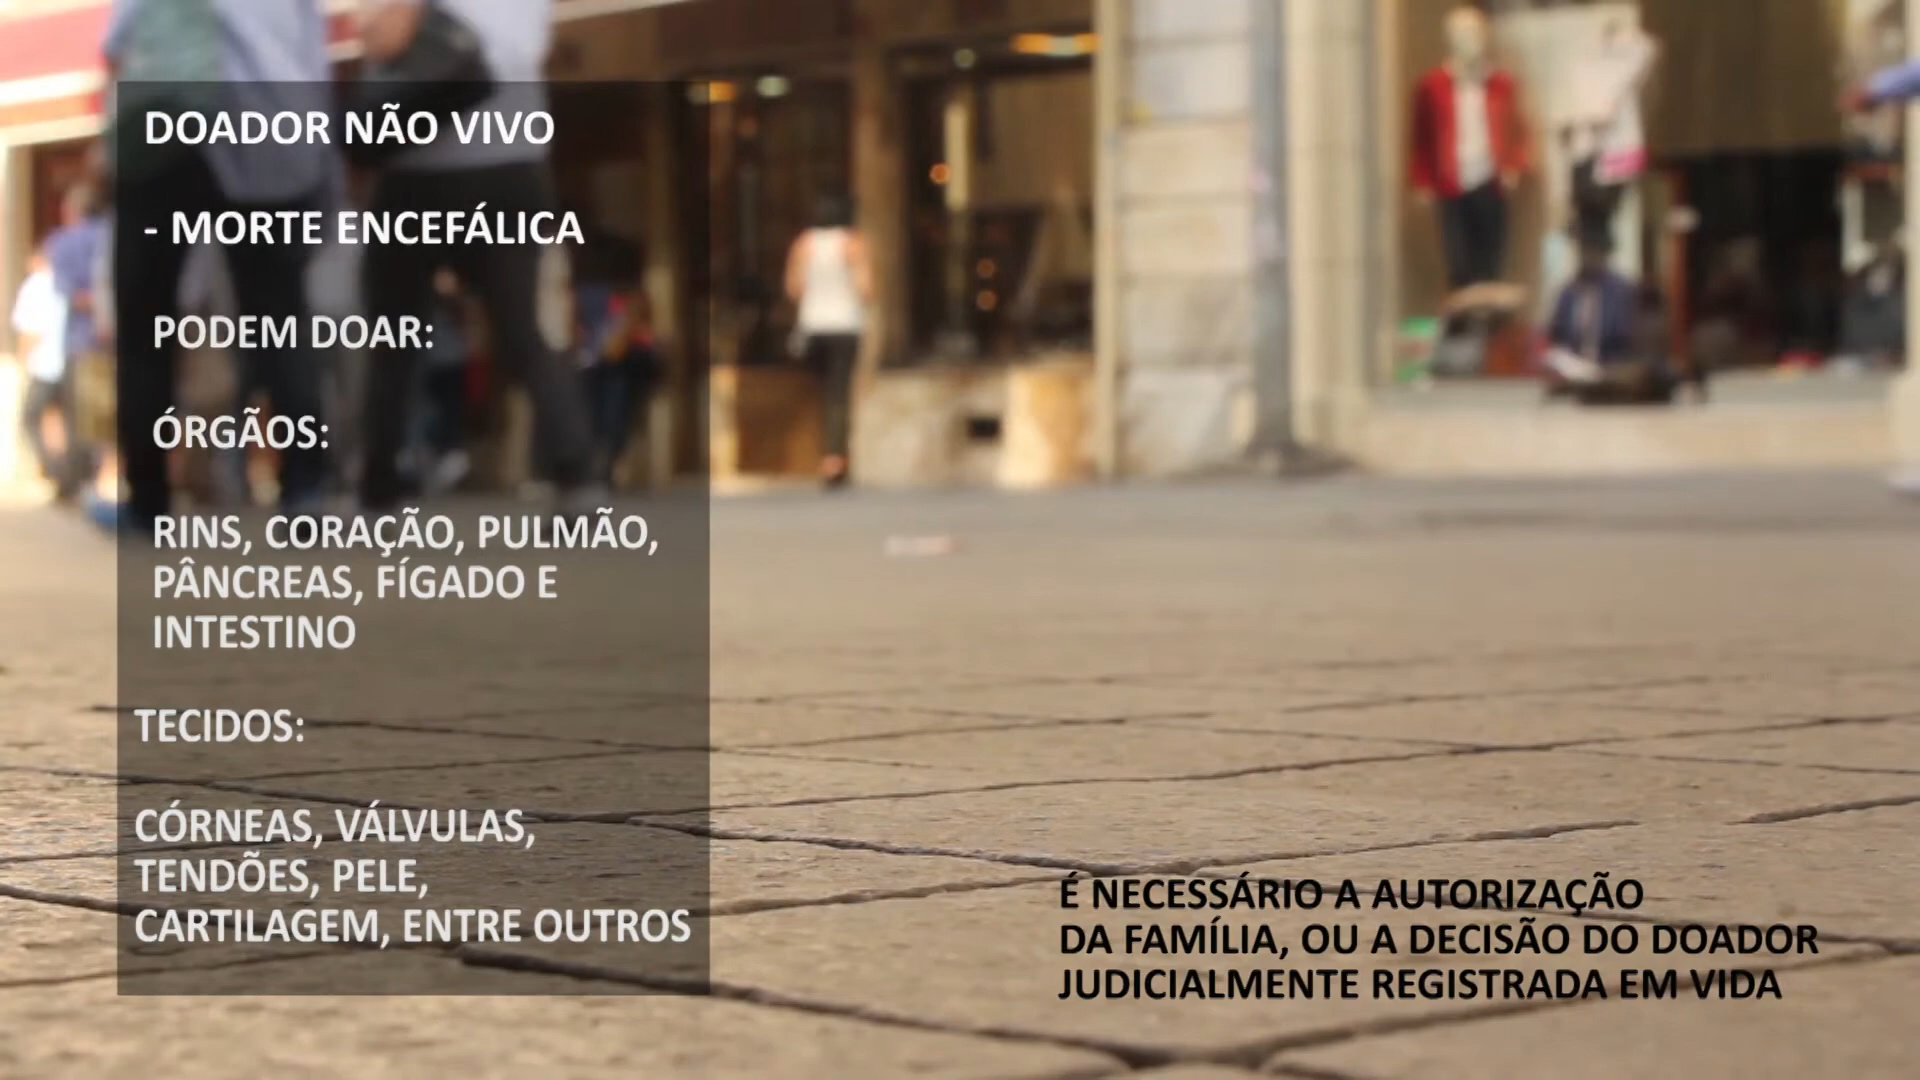 DOADOR NÃO VIVO
- MORTE ENCEFÁLICA
PODEM DOAR:
ÓRGÃOS:
RINS, CORAÇÃO, PULMÃO,
PÂNCREAS, FÍGADO E
INTESTINO
TECIDOS:
CÓRNEAS, VÁLVULAS,
TENDÕES, PELE,
CARTILAGEM, ENTRE OUTROS
É NECESSÁRIO A AUTORIZAÇÃO
DA FAMÍLIA, OU A DECISÃO DO DOADOR
JUDICIALMENTE REGISTRADA EM VIDA